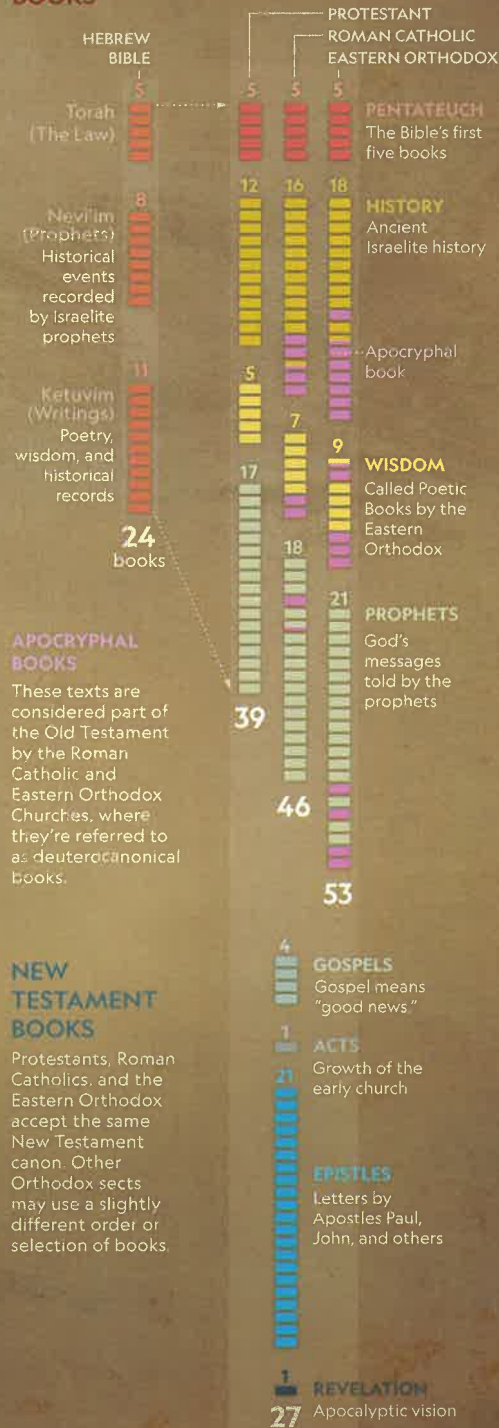 BOOKS
PROTESTANT
ROMAN CATHOLIC
EASTERN ORTHODOX
HEBREW
BIBLE
5
5
5
5
Torah
(The Law)
PENTATEUCH
The Bible's first
five books
8
Nevi'im
(Prophets)
Historical
events
recorded
by Israelite
prophets
12
16
18
HISTORY
Ancient
Israelite history
Apocryphal
book
11
Ketuvim
(Writings)
Poetry,
wisdom, and
historical
records
24
books
5
7
9
WISDOM
Called Poetic
Books by the
Eastern
Orthodox
17
18
21
PROPHETS
God's
messages
told by the
prophets
39
46
53
APOCRYPHAL
BOOKS
These texts are
considered part of
the Old Testament
by the Roman
Catholic and
Eastern Orthodox
Churches, where
they're referred to
as deuterocanonical
books.
NEW
TESTAMENT
BOOKS
Protestants, Roman
Catholics, and the
Eastern Orthodox
accept the same
New Testament
canon. Other
Orthodox sects
may use a slightly
different order or
selection of books.
4
GOSPELS
Gospel means
"good news."
1
ACTS
Growth of the
early church
21
EPISTLES
Letters by
Apostles Paul,
John, and others
1
REVELATION
27
Apocalyptic vision